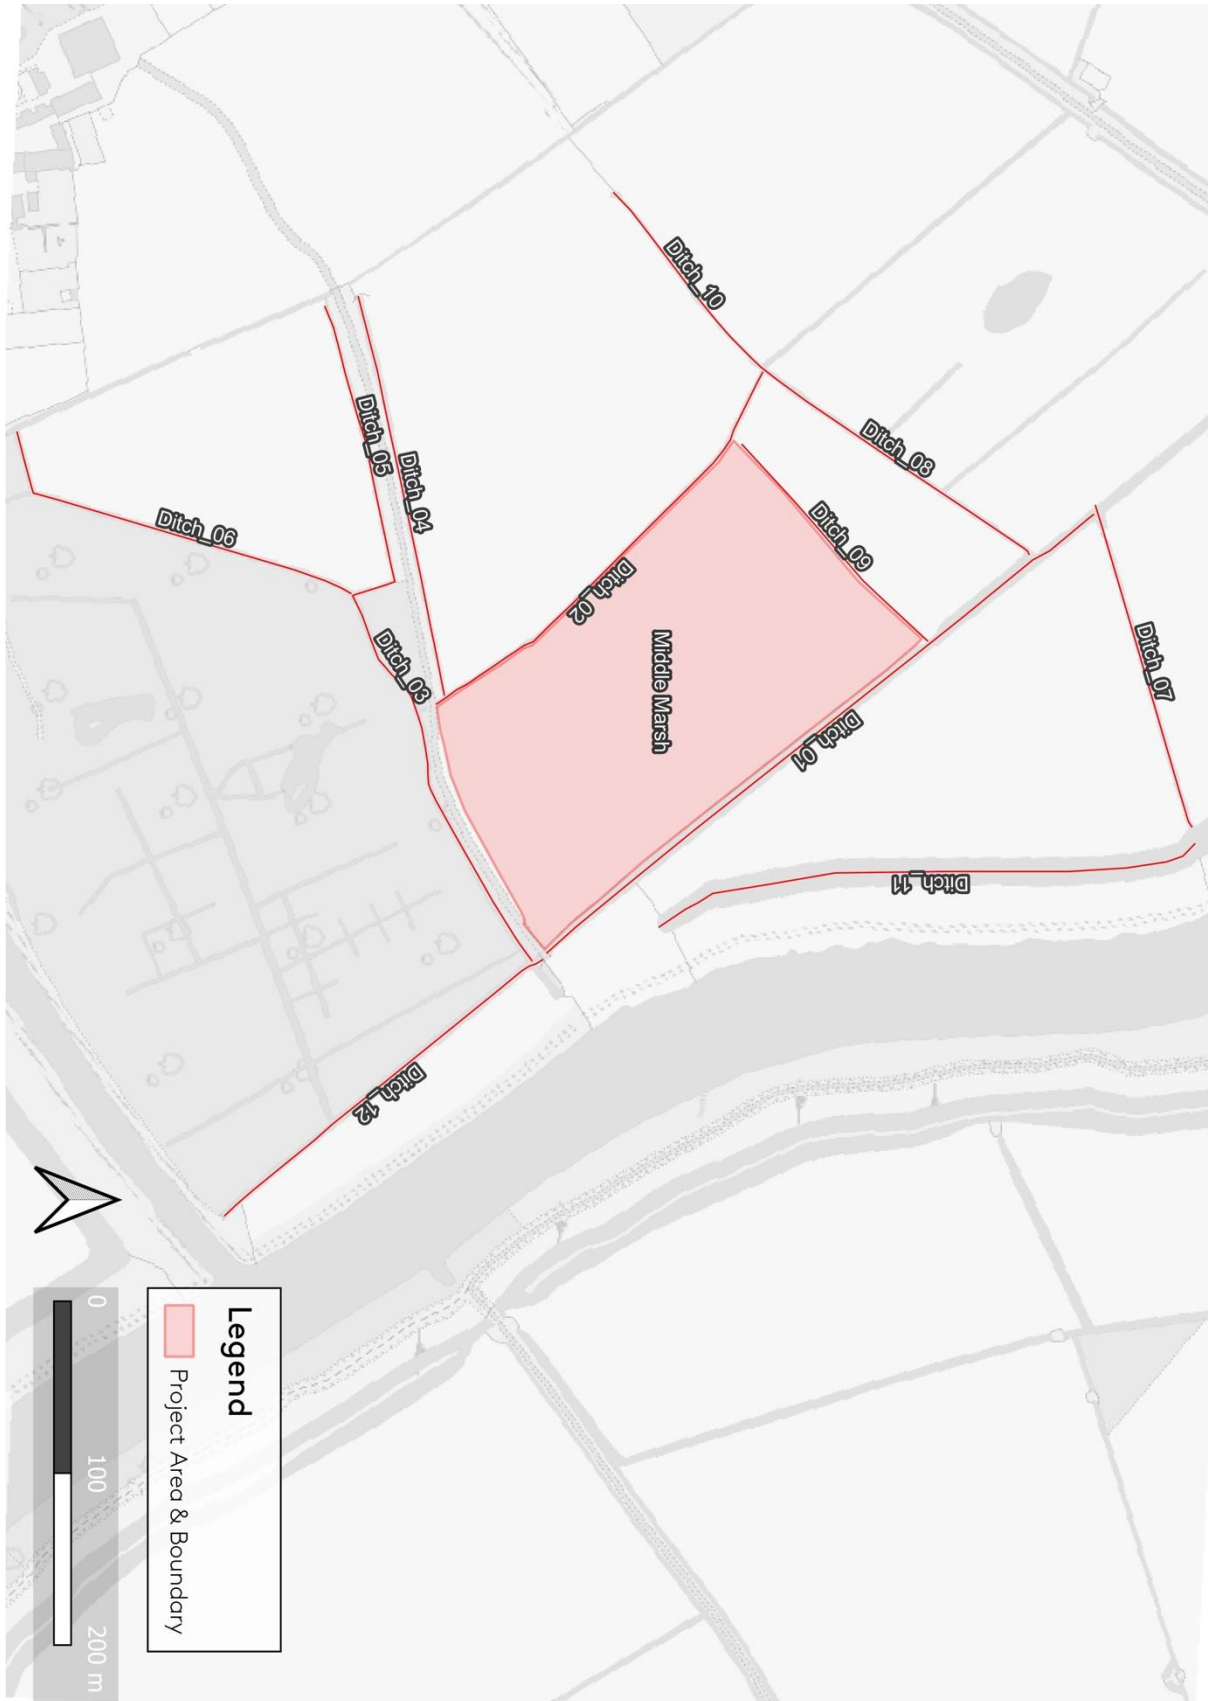 Ditch_07
Ditch_11
Ditch_08
Ditch_09
Ditch_01
Ditch_10
Middle Marsh
Ditch_02
Ditch_04
Ditch_05
Ditch_03
Ditch_12
Ditch_06
Legend
Project Area & Boundary
0 100 200 m